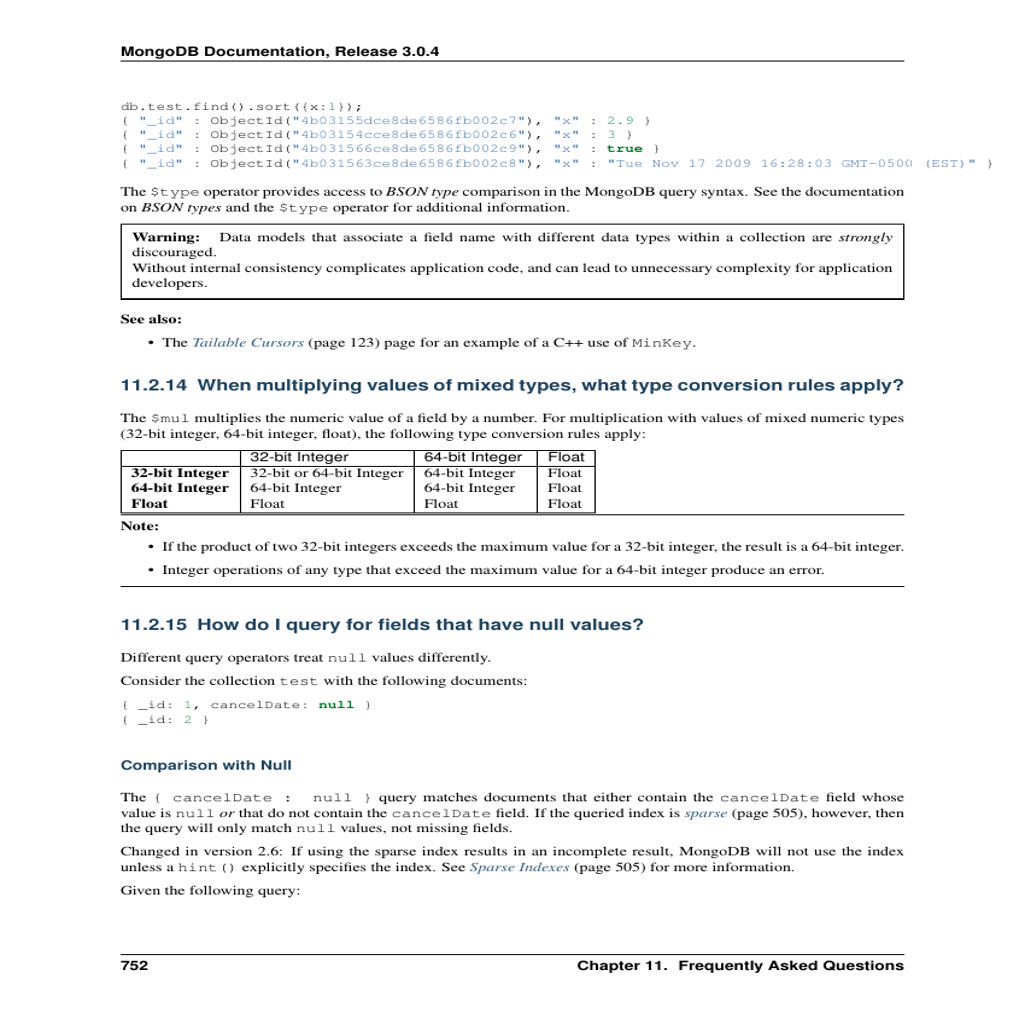 MongoDB Documentation, Release 3.0.4
db.test.find().sort({x:1});
{ "_id" : ObjectId("4b03155dce8de6586fb002c7"), "x" : 2.9 }
{ "_id" : ObjectId("4b03154cce8de6586fb002c6"), "x" : 3 }
{ "_id" : ObjectId("4b031566ce8de6586fb002c9"), "x" : true }
{ "_id" : ObjectId("4b031563ce8de6586fb002c8"), "x" : "Tue Nov 17 2009 16:28:03 GMT-0500 (EST)" }
The $type operator provides access to BSON type comparison in the MongoDB query syntax. See the documentation
on BSON types and the $type operator for additional information.
Warning: Data models that associate a field name with different data types within a collection are strongly
discouraged.
Without internal consistency complicates application code, and can lead to unnecessary complexity for application
developers.
See also:
• The Tailable Cursors (page 123) page for an example of a C++ use of MinKey.
11.2.14 When multiplying values of mixed types, what type conversion rules apply?
The $mul multiplies the numeric value of a field by a number. For multiplication with values of mixed numeric types
(32-bit integer, 64-bit integer, float), the following type conversion rules apply:
32-bit Integer 64-bit Integer Float
32-bit Integer 32-bit or 64-bit Integer 64-bit Integer Float
64-bit Integer 64-bit Integer 64-bit Integer Float
Float Float Float Float
Note:
• If the product of two 32-bit integers exceeds the maximum value for a 32-bit integer, the result is a 64-bit integer.
• Integer operations of any type that exceed the maximum value for a 64-bit integer produce an error.
11.2.15 How do I query for fields that have null values?
Different query operators treat null values differently.
Consider the collection test with the following documents:
{ _id: 1, cancelDate: null }
{ _id: 2 }
Comparison with Null
The { cancelDate : null } query matches documents that either contain the cancelDate field whose
value is null or that do not contain the cancelDate field. If the queried index is sparse (page 505), however, then
the query will only match null values, not missing fields.
Changed in version 2.6: If using the sparse index results in an incomplete result, MongoDB will not use the index
unless a hint() explicitly specifies the index. See Sparse Indexes (page 505) for more information.
Given the following query:
752 Chapter 11. Frequently Asked Questions